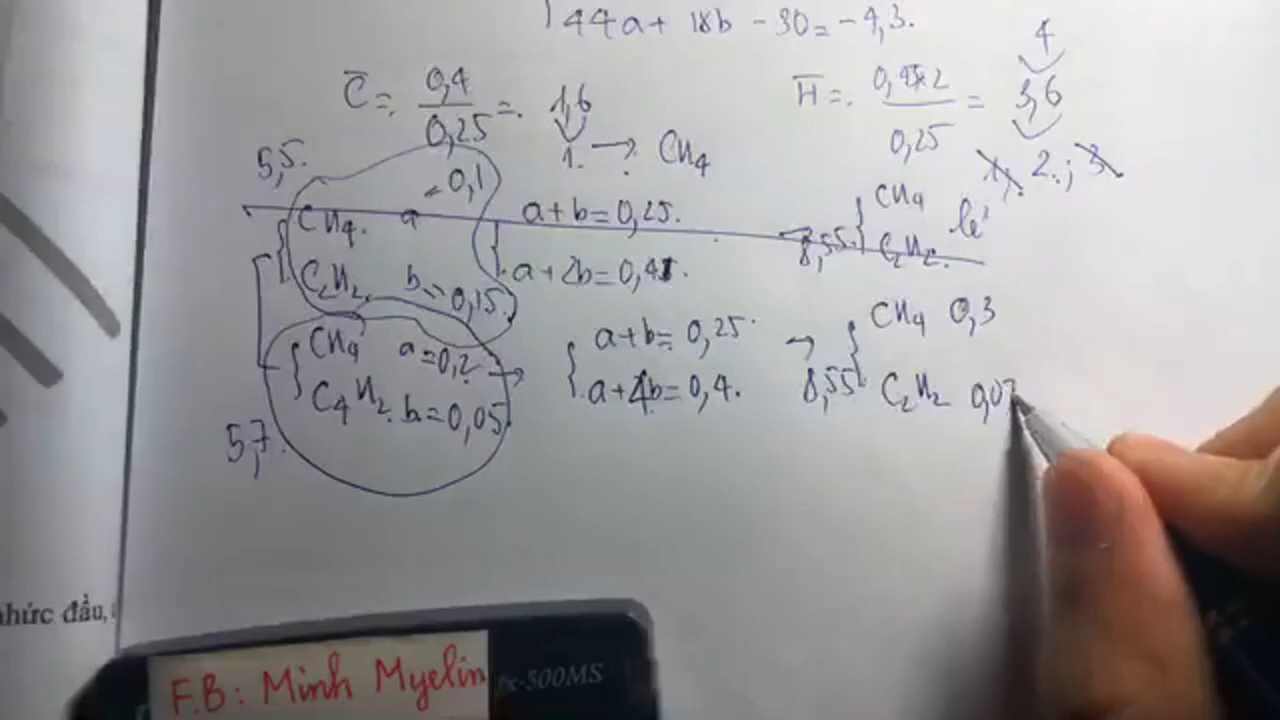 44a + 18b - 30 = - 4,3.
C̄ = 0,4 / 0,25 = 1,6
H̄ = 0,45×2 / 0,25 = 3,6
4
1. → CH4
1, 2; 3
5,5.
CH4. a = 0,1
a + b = 0,25.
C2H2. b = 0,15.
a + 2b = 0,4
8,55 CH4
C2H2. lẻ
CH4 a = 0,2
C4H2. b = 0,05
5,7.
a + b = 0,25
a + 4b = 0,4.
8,55 CH4 0,3
C2H2 0,07
nhức đầu,
F.B: Minh Myelin
fx-500MS